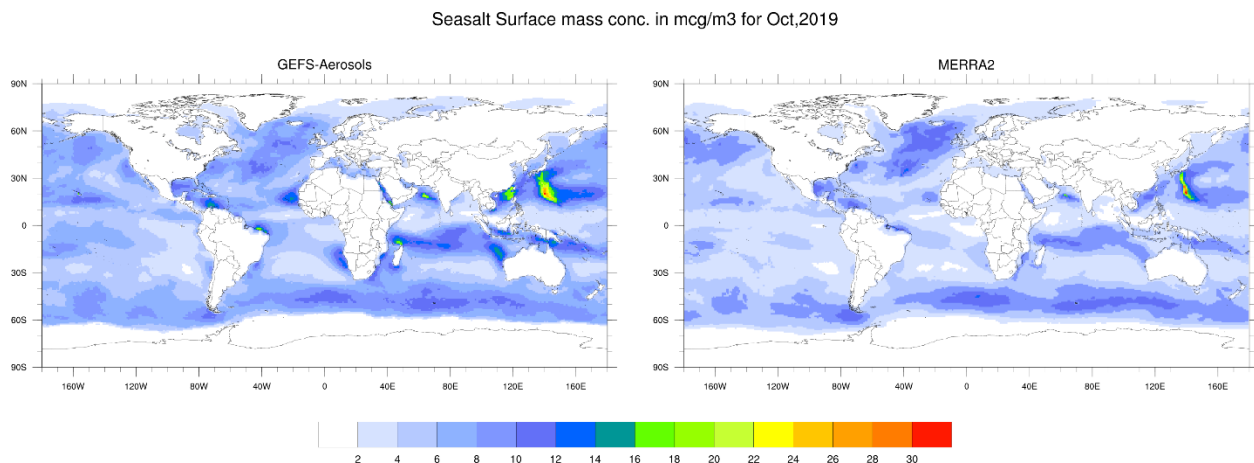 Seasalt Surface mass conc. in mcg/m3 for Oct,2019
GEFS-Aerosols
90N
60N
30N
0
30S
60S
90S
160W 120W 80W 40W 0 40E 80E 120E 160E
MERRA2
90N
60N
30N
0
30S
60S
90S
160W 120W 80W 40W 0 40E 80E 120E 160E
2 4 6 8 10 12 14 16 18 20 22 24 26 28 30